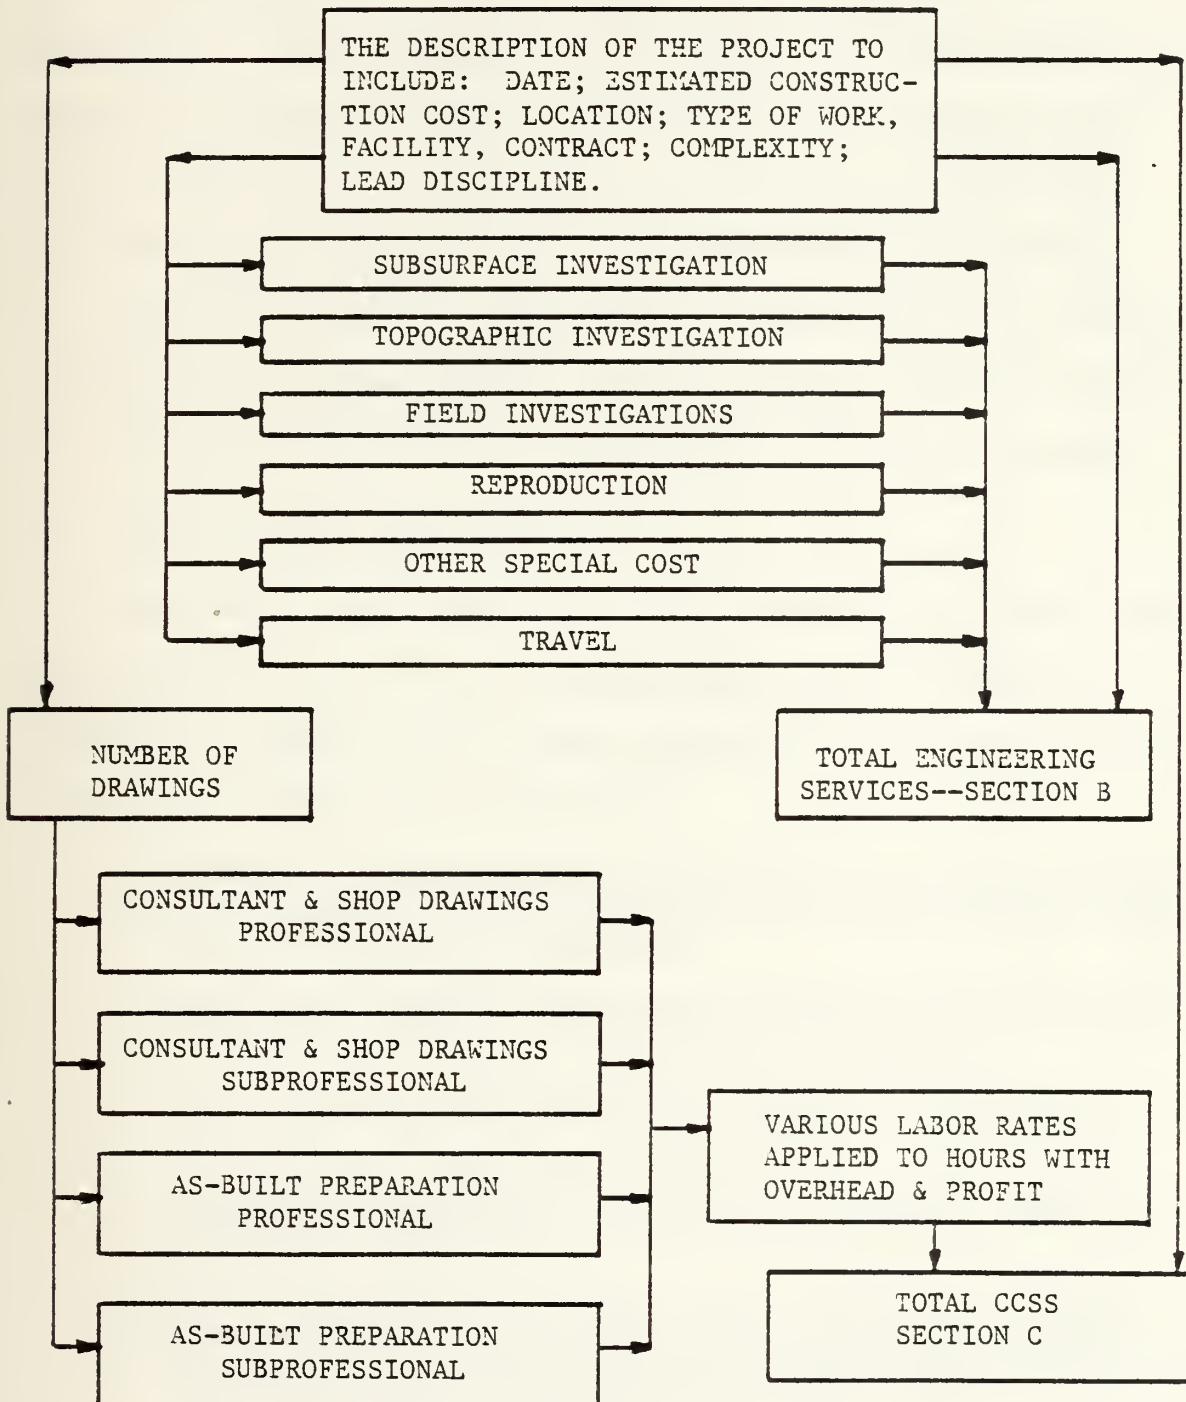 THE DESCRIPTION OF THE PROJECT TO
INCLUDE: DATE; ESTIMATED CONSTRUC-
TION COST; LOCATION; TYPE OF WORK,
FACILITY, CONTRACT; COMPLEXITY;
LEAD DISCIPLINE.
SUBSURFACE INVESTIGATION
TOPOGRAPHIC INVESTIGATION
FIELD INVESTIGATIONS
REPRODUCTION
OTHER SPECIAL COST
TRAVEL
NUMBER OF
DRAWINGS
TOTAL ENGINEERING
SERVICES--SECTION B
CONSULTANT & SHOP DRAWINGS
PROFESSIONAL
CONSULTANT & SHOP DRAWINGS
SUBPROFESSIONAL
AS-BUILT PREPARATION
PROFESSIONAL
AS-BUILT PREPARATION
SUBPROFESSIONAL
VARIOUS LABOR RATES
APPLIED TO HOURS WITH
OVERHEAD & PROFIT
TOTAL CCSS
SECTION C